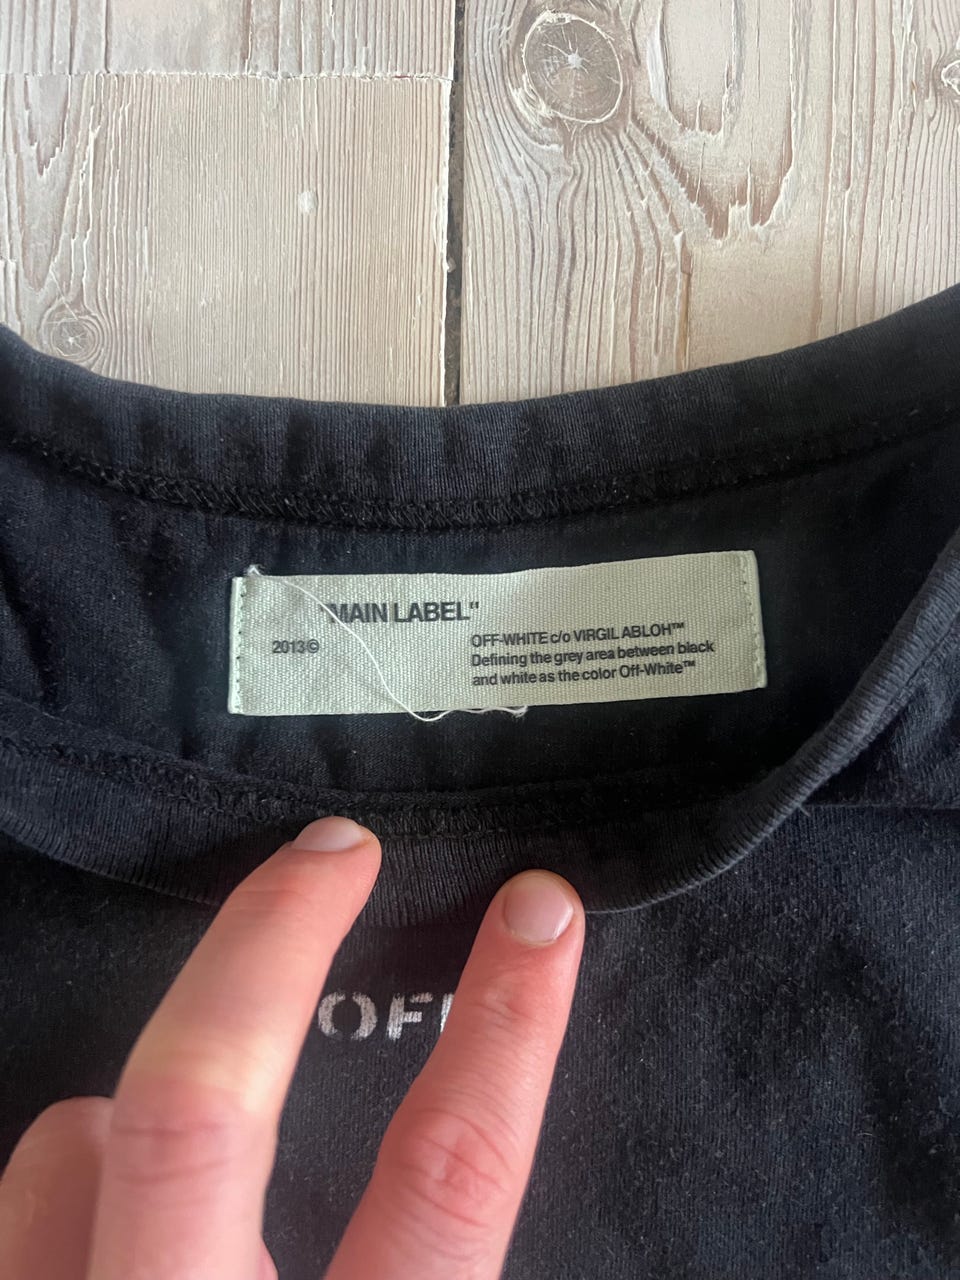 "MAIN LABEL"
2013©
OFF-WHITE c/o VIRGIL ABLOH™
Defining the grey area between black
and white as the color Off-White™
OFF